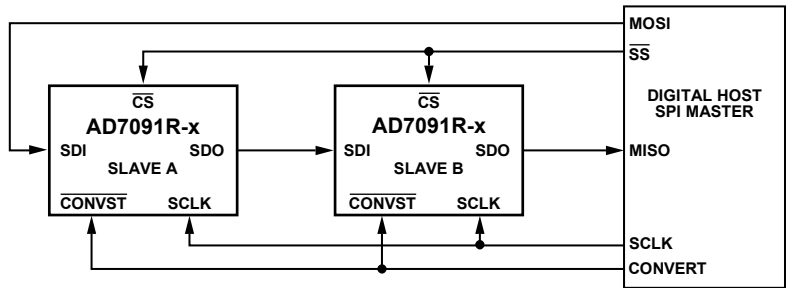 MOSI
SS
DIGITAL HOST
SPI MASTER
CS
AD7091R-x
SDI
SDO
SLAVE A
CONVST
SCLK
CS
AD7091R-x
SDI
SDO
SLAVE B
CONVST
SCLK
MISO
SCLK
CONVERT